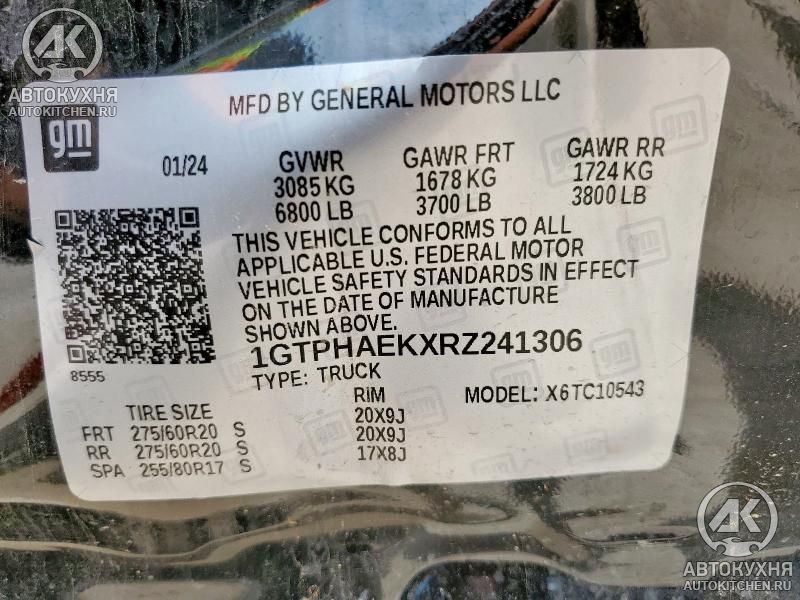 АК
АВТОКУХНЯ
AUTOKITCHEN.RU
gm
MFD BY GENERAL MOTORS LLC
01/24 GVWR GAWR FRT GAWR RR
3085 KG 1678 KG 1724 KG
6800 LB 3700 LB 3800 LB
THIS VEHICLE CONFORMS TO ALL
APPLICABLE U.S. FEDERAL MOTOR
VEHICLE SAFETY STANDARDS IN EFFECT
ON THE DATE OF MANUFACTURE
SHOWN ABOVE.
1GTPHAEKXRZ241306
8555
TYPE: TRUCK
MODEL: X6TC10543
TIRE SIZE RIM
FRT 275/60R20 S 20X9J
RR 275/60R20 S 20X9J
SPA 255/80R17 S 17X8J
АК
АВТОКУХНЯ
AUTOKITCHEN.RU